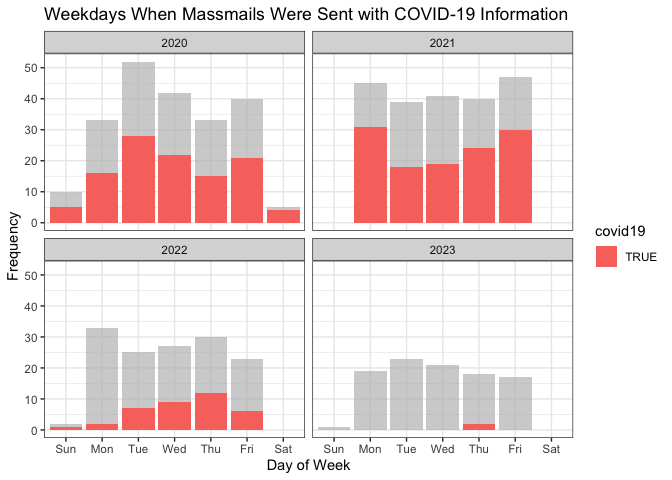 Weekdays When Massmails Were Sent with COVID-19 Information
2020
2021
50
40
30
20
10
0
2022
2023
50
40
30
20
10
0
Sun Mon Tue Wed Thu Fri Sat
Sun Mon Tue Wed Thu Fri Sat
Day of Week
Frequency
covid19
TRUE